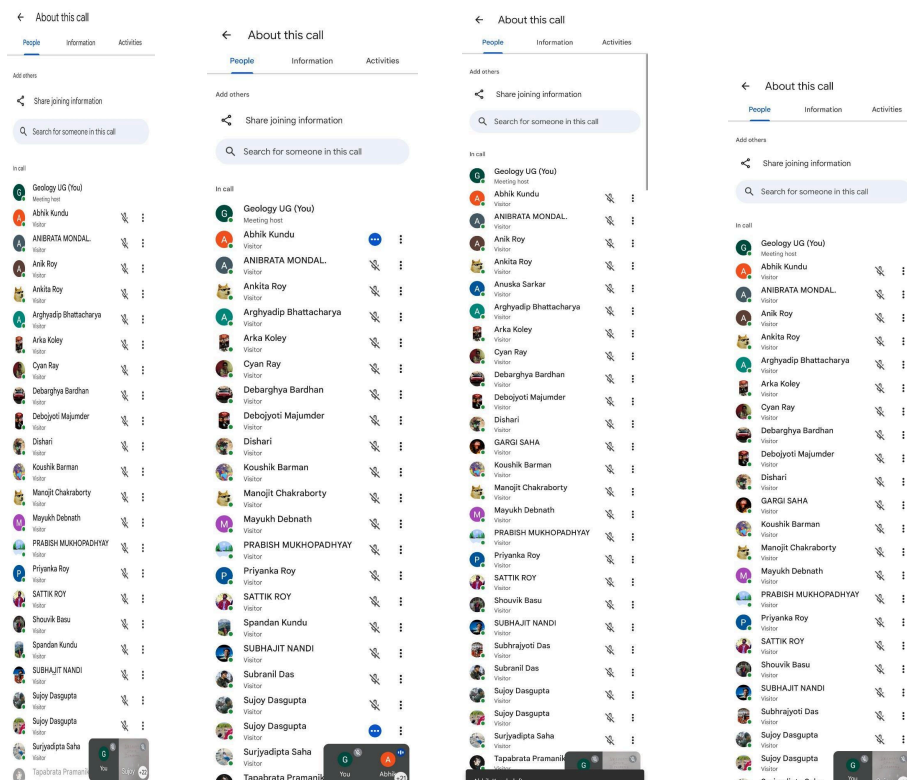 About this call
People Information Activities
Add others
Share joining information
Search for someone in this call
In call
Geology UG (You)
Meeting host
Abhik Kundu
Visitor
ANIBRATA MONDAL.
Visitor
Anik Roy
Visitor
Ankita Roy
Visitor
Arghyadip Bhattacharya
Visitor
Arka Koley
Visitor
Cyan Ray
Visitor
Debarghya Bardhan
Visitor
Debojyoti Majumder
Visitor
Dishari
Visitor
Koushik Barman
Visitor
Manojit Chakraborty
Visitor
Mayukh Debnath
Visitor
PRABISH MUKHOPADHYAY
Visitor
Priyanka Roy
Visitor
SATTIK ROY
Visitor
Shouvik Basu
Visitor
Spandan Kundu
Visitor
SUBHAJIT NANDI
Visitor
Sujoy Dasgupta
Visitor
Sujoy Dasgupta
Visitor
Surjyadipta Saha
Visitor
Tapabrata Pramanik
You Sujoy
About this call
People Information Activities
Add others
Share joining information
Search for someone in this call
In call
Geology UG (You)
Meeting host
Abhik Kundu
Visitor
ANIBRATA MONDAL.
Visitor
Ankita Roy
Visitor
Arghyadip Bhattacharya
Visitor
Arka Koley
Visitor
Cyan Ray
Visitor
Debarghya Bardhan
Visitor
Debojyoti Majumder
Visitor
Dishari
Visitor
Koushik Barman
Visitor
Manojit Chakraborty
Visitor
Mayukh Debnath
Visitor
PRABISH MUKHOPADHYAY
Visitor
Priyanka Roy
Visitor
SATTIK ROY
Visitor
Spandan Kundu
Visitor
SUBHAJIT NANDI
Visitor
Subranil Das
Visitor
Sujoy Dasgupta
Visitor
Sujoy Dasgupta
Visitor
Surjyadipta Saha
Visitor
Tapabrata Pramanik
You
About this call
People Information Activities
Add others
Share joining information
Search for someone in this call
In call
Geology UG (You)
Meeting host
Abhik Kundu
Visitor
ANIBRATA MONDAL.
Visitor
Anik Roy
Visitor
Ankita Roy
Visitor
Anuska Sarkar
Visitor
Arghyadip Bhattacharya
Visitor
Arka Koley
Visitor
Cyan Ray
Visitor
Debarghya Bardhan
Visitor
Debojyoti Majumder
Visitor
Dishari
Visitor
GARGI SAHA
Visitor
Koushik Barman
Visitor
Manojit Chakraborty
Visitor
Mayukh Debnath
Visitor
PRABISH MUKHOPADHYAY
Visitor
Priyanka Roy
Visitor
SATTIK ROY
Visitor
Shouvik Basu
Visitor
SUBHAJIT NANDI
Visitor
Subhrajyoti Das
Visitor
Subranil Das
Visitor
Sujoy Dasgupta
Visitor
Sujoy Dasgupta
Visitor
Surjyadipta Saha
Visitor
Tapabrata Pramanik
About this call
People Information Activities
Add others
Share joining information
Search for someone in this call
In call
Geology UG (You)
Meeting host
Abhik Kundu
Visitor
ANIBRATA MONDAL.
Visitor
Anik Roy
Visitor
Ankita Roy
Visitor
Arghyadip Bhattacharya
Visitor
Arka Koley
Visitor
Cyan Ray
Visitor
Debarghya Bardhan
Visitor
Debojyoti Majumder
Visitor
Dishari
Visitor
GARGI SAHA
Visitor
Koushik Barman
Visitor
Manojit Chakraborty
Visitor
Mayukh Debnath
Visitor
PRABISH MUKHOPADHYAY
Visitor
Priyanka Roy
Visitor
SATTIK ROY
Visitor
Shouvik Basu
Visitor
SUBHAJIT NANDI
Visitor
Subhrajyoti Das
Visitor
Sujoy Dasgupta
Visitor
Sujoy Dasgupta
Visitor
You